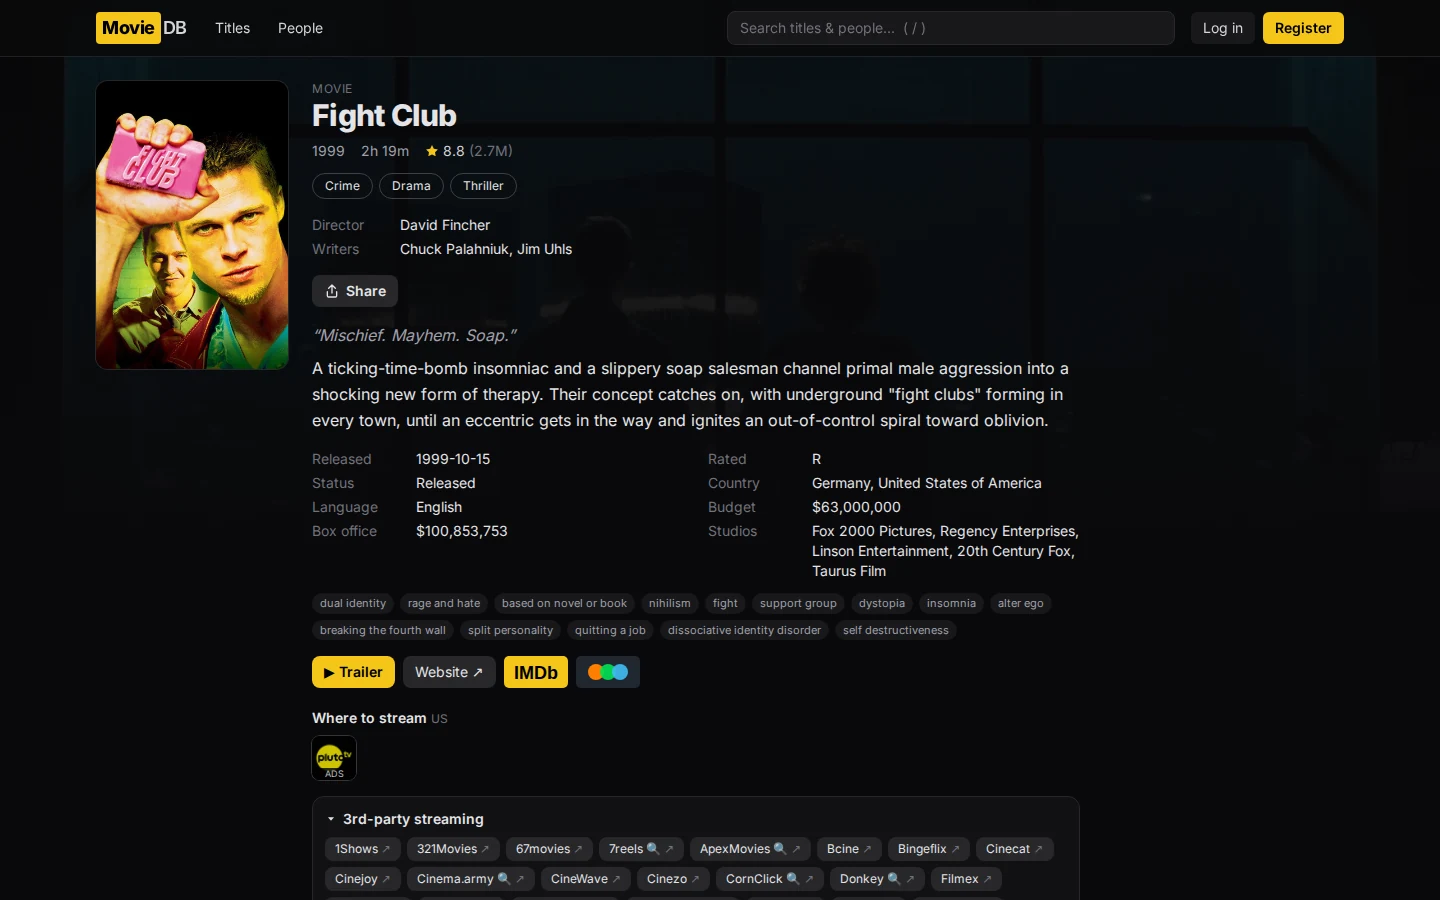 Movie DB Titles People Search titles & people... ( / ) Log in Register
FIGHT CLUB
MOVIE
Fight Club
1999 2h 19m ★ 8.8 (2.7M)
Crime Drama Thriller
Director David Fincher
Writers Chuck Palahniuk, Jim Uhls
Share
“Mischief. Mayhem. Soap.”
A ticking-time-bomb insomniac and a slippery soap salesman channel primal male aggression into a
shocking new form of therapy. Their concept catches on, with underground "fight clubs" forming in
every town, until an eccentric gets in the way and ignites an out-of-control spiral toward oblivion.
Released 1999-10-15 Rated R
Status Released Country Germany, United States of America
Language English Budget $63,000,000
Box office $100,853,753 Studios Fox 2000 Pictures, Regency Enterprises,
Linson Entertainment, 20th Century Fox,
Taurus Film
dual identity rage and hate based on novel or book nihilism fight support group dystopia insomnia alter ego
breaking the fourth wall split personality quitting a job dissociative identity disorder self destructiveness
▶ Trailer Website ↗ IMDb
Where to stream US
pluto tv
ADS
3rd-party streaming
1Shows ↗ 321Movies ↗ 67movies ↗ 7reels 🔍 ↗ ApexMovies 🔍 ↗ Bcine ↗ Bingeflix ↗ Cinecat ↗
Cinejoy ↗ Cinema.army 🔍 ↗ CineWave ↗ Cinezo ↗ CornClick 🔍 ↗ Donkey 🔍 ↗ Filmex ↗